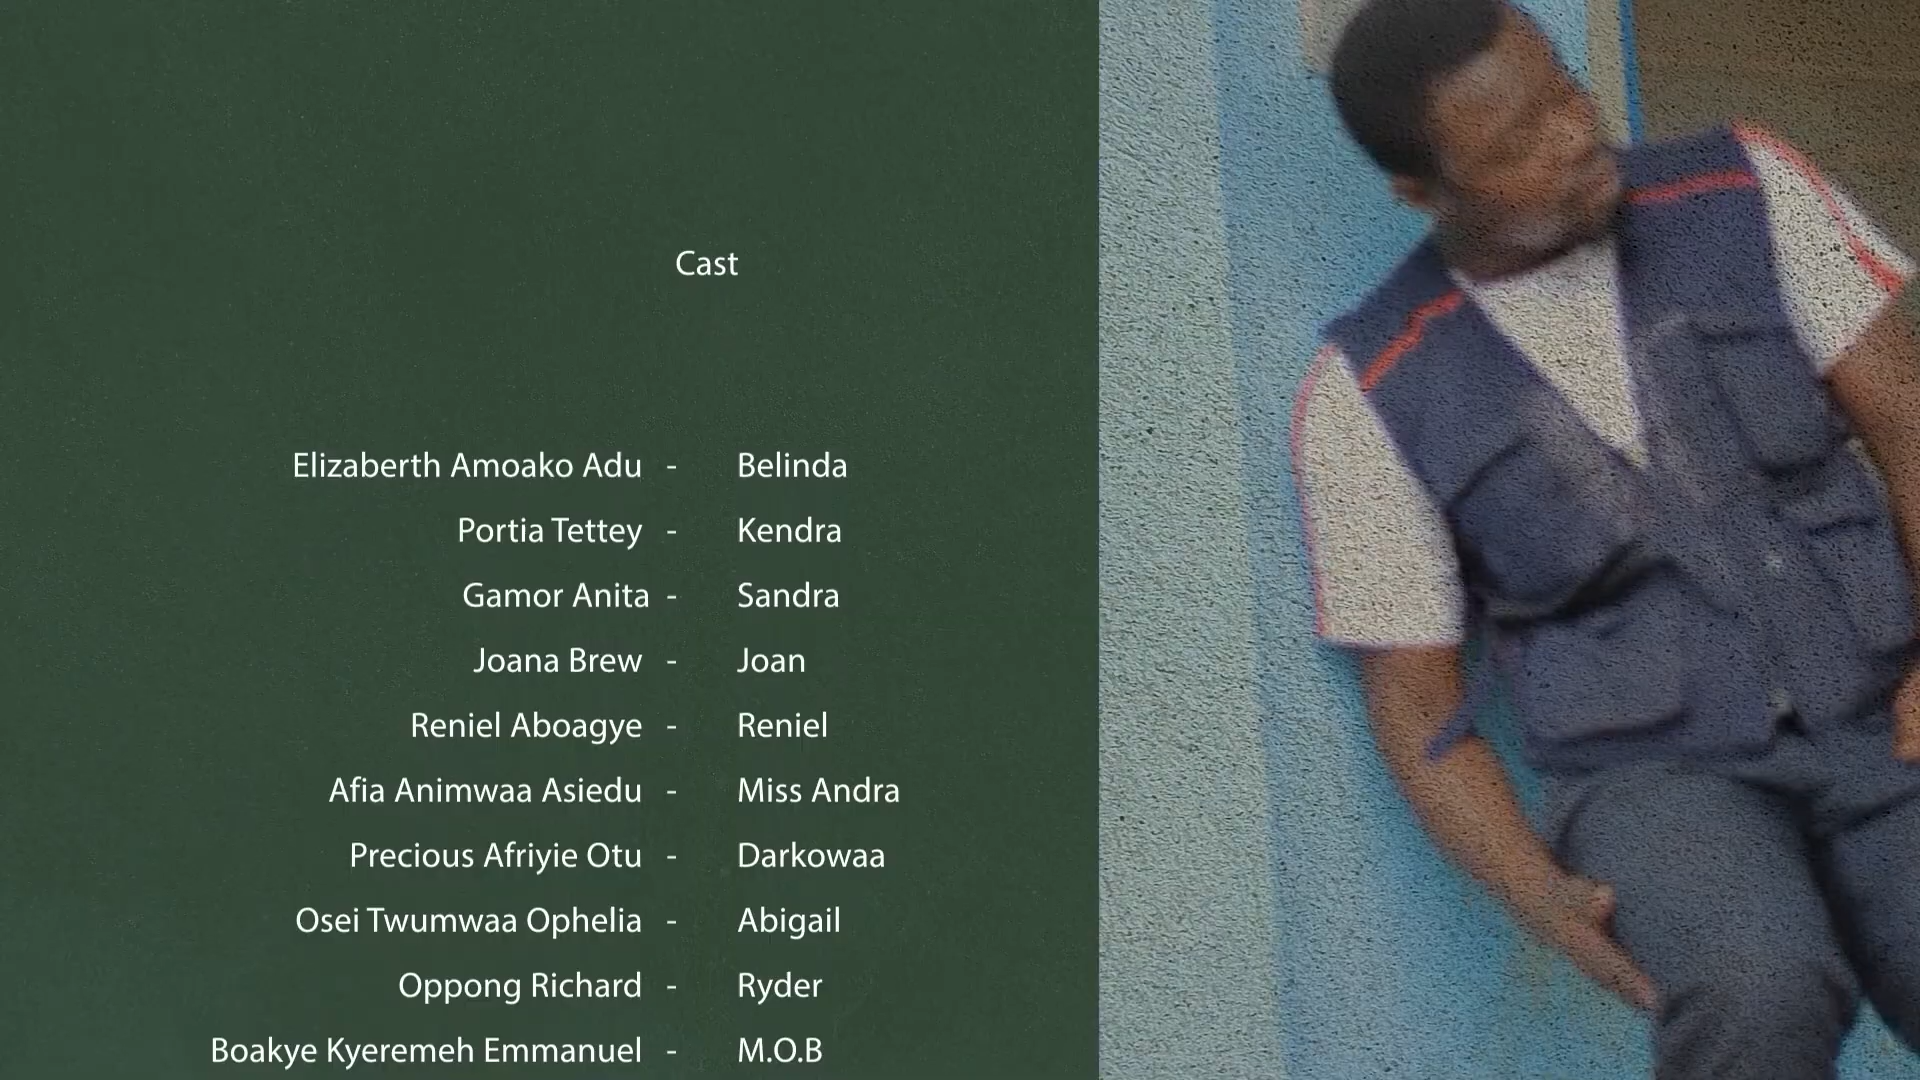 Cast
Elizaberth Amoako Adu - Belinda
Portia Tettey - Kendra
Gamor Anita - Sandra
Joana Brew - Joan
Reniel Aboagye - Reniel
Afia Animwaa Asiedu - Miss Andra
Precious Afriyie Otu - Darkowaa
Osei Twumwaa Ophelia - Abigail
Oppong Richard - Ryder
Boakye Kyeremeh Emmanuel - M.O.B